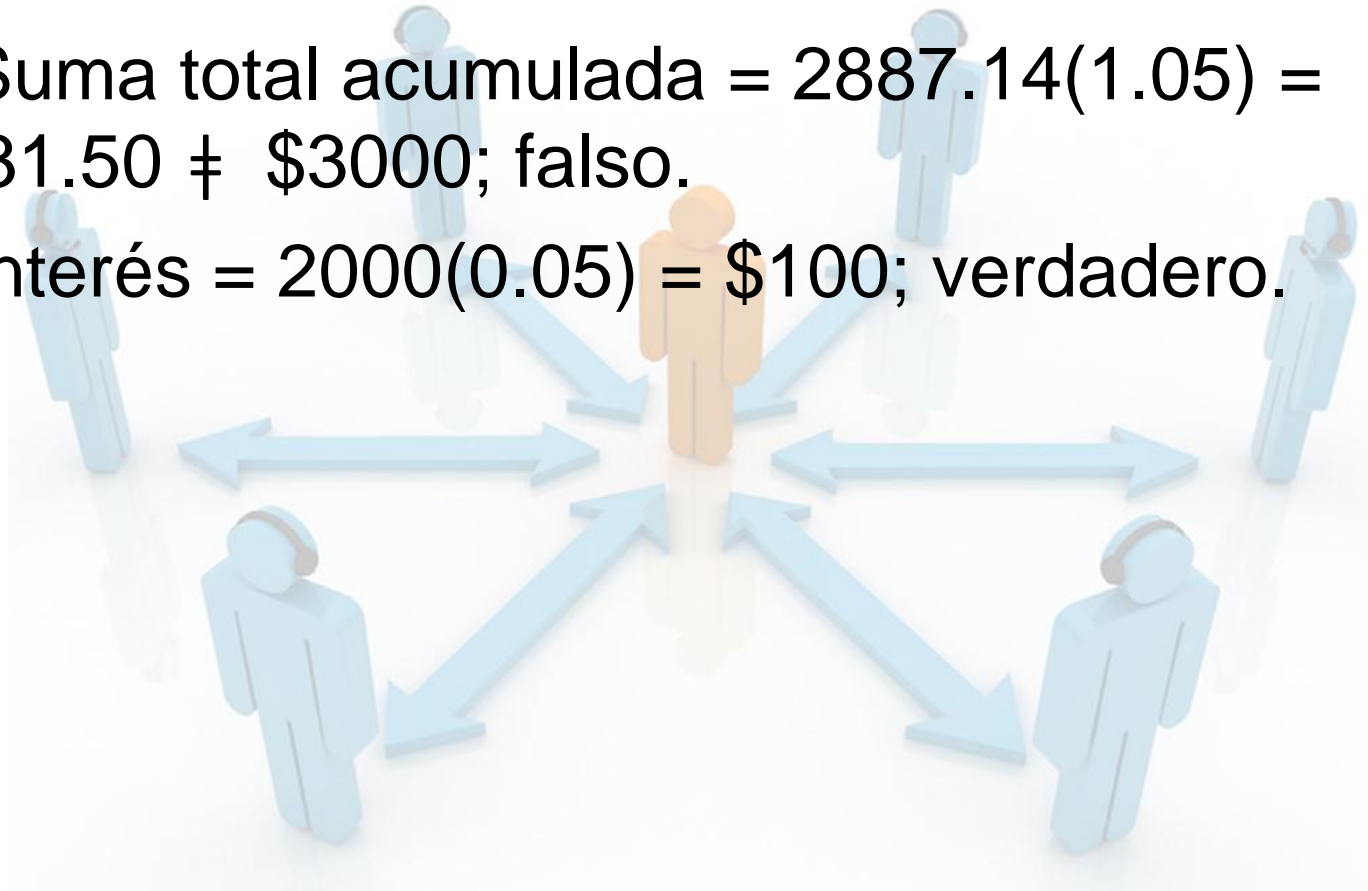 Suma total acumulada = 2887.14(1.05) =
31.50 ǂ $3000; falso.
nterés = 2000(0.05) = $100; verdadero.